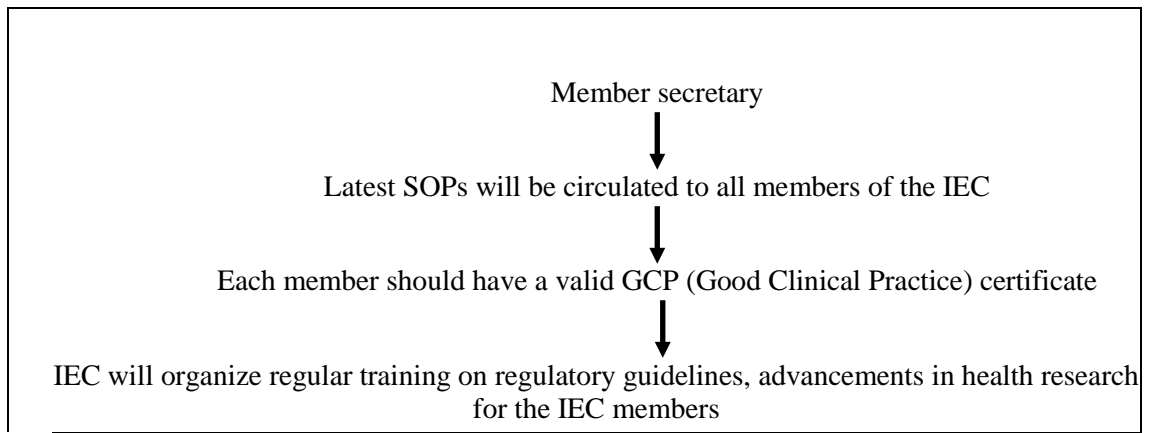 Member secretary
Latest SOPs will be circulated to all members of the IEC
Each member should have a valid GCP (Good Clinical Practice) certificate
IEC will organize regular training on regulatory guidelines, advancements in health research
for the IEC members